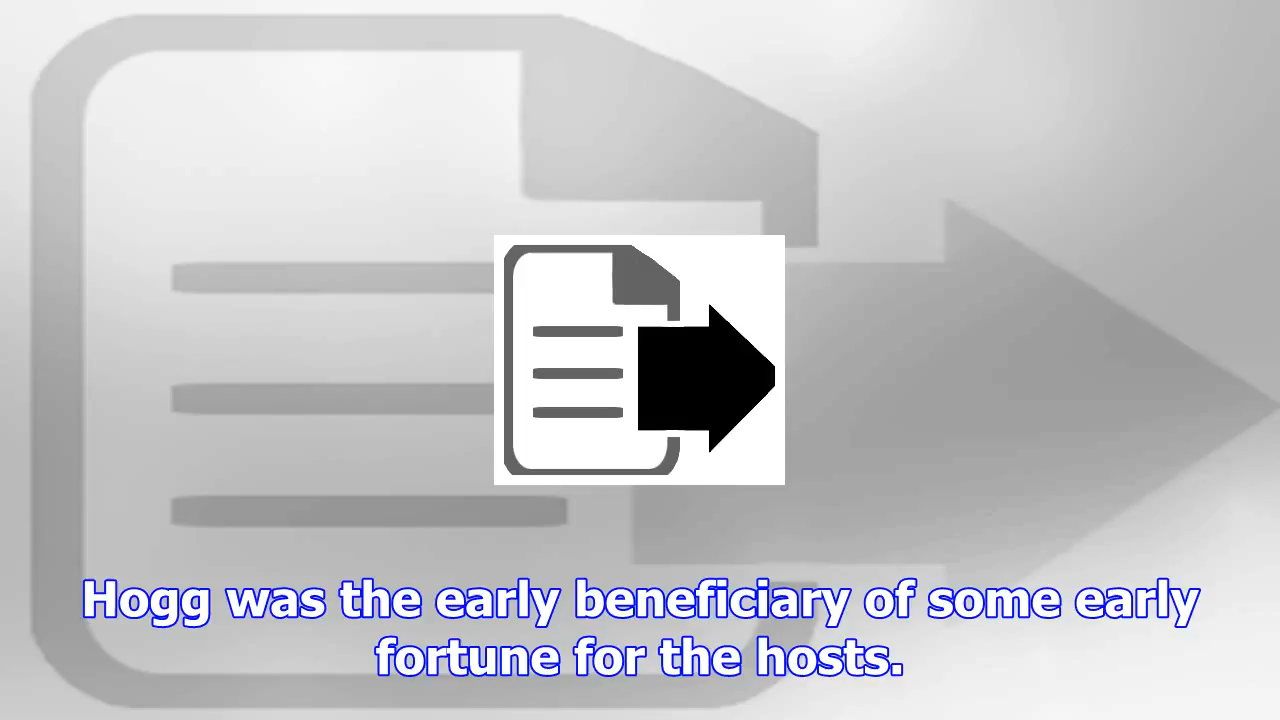 Hogg was the early beneficiary of some early
fortune for the hosts.